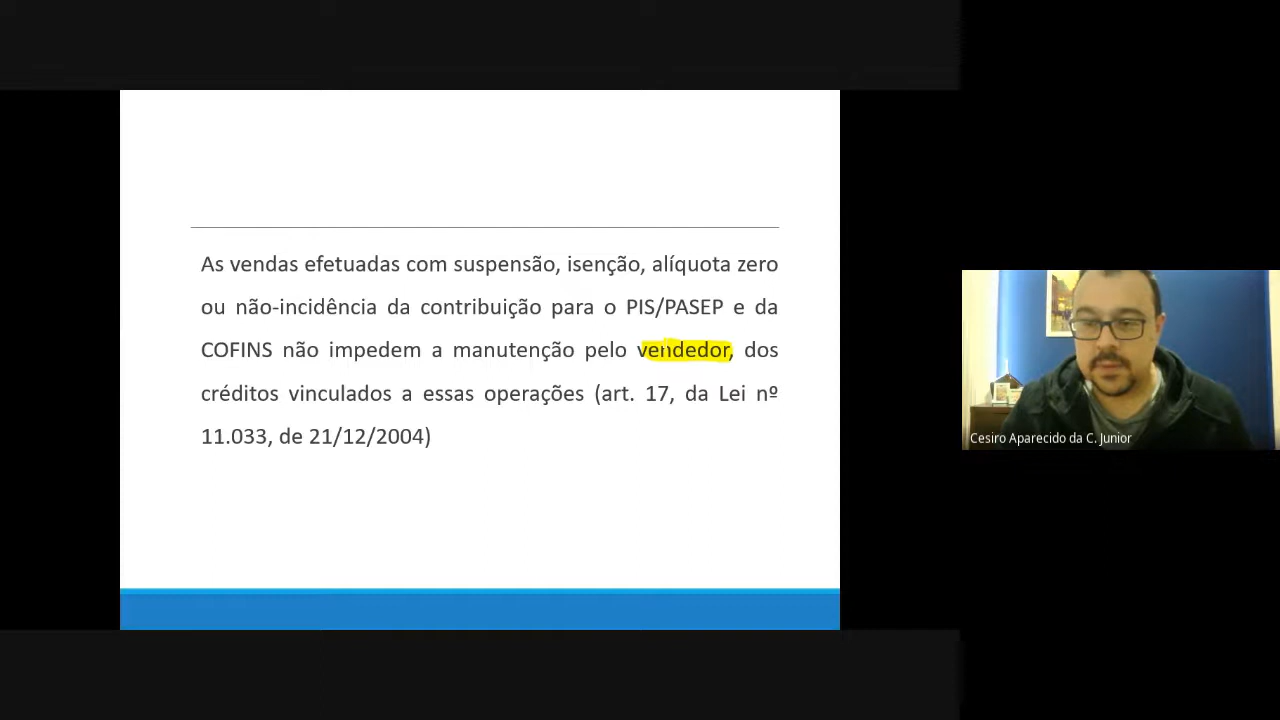 As vendas efetuadas com suspensão, isenção, alíquota zero
ou não-incidência da contribuição para o PIS/PASEP e da
COFINS não impedem a manutenção pelo vendedor, dos
créditos vinculados a essas operações (art. 17, da Lei nº
11.033, de 21/12/2004)
Cesiro Aparecido da C. Junior